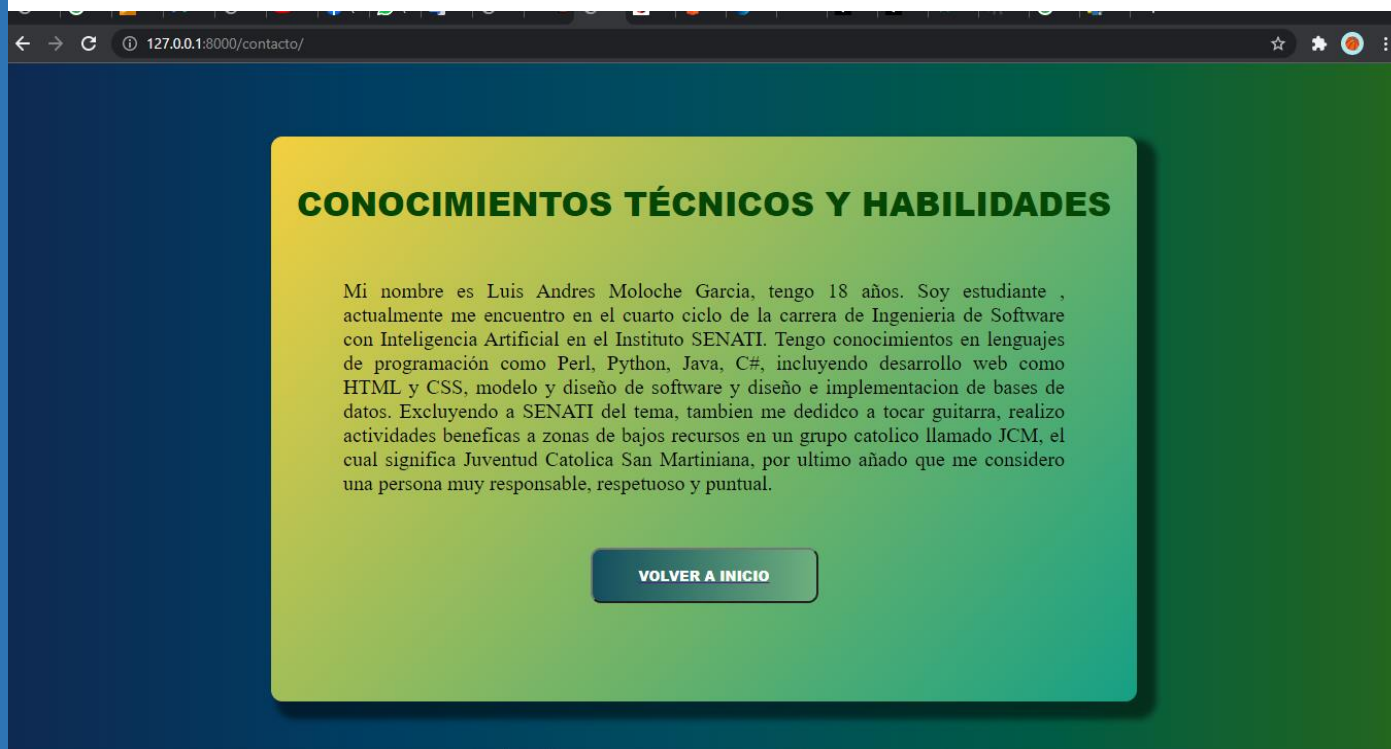 127.0.0.1:8000/contacto/
CONOCIMIENTOS TÉCNICOS Y HABILIDADES
Mi nombre es Luis Andres Moloche Garcia, tengo 18 años. Soy estudiante ,
actualmente me encuentro en el cuarto ciclo de la carrera de Ingenieria de Software
con Inteligencia Artificial en el Instituto SENATI. Tengo conocimientos en lenguajes
de programación como Perl, Python, Java, C#, incluyendo desarrollo web como
HTML y CSS, modelo y diseño de software y diseño e implementacion de bases de
datos. Excluyendo a SENATI del tema, tambien me dedidco a tocar guitarra, realizo
actividades beneficas a zonas de bajos recursos en un grupo catolico llamado JCM, el
cual significa Juventud Catolica San Martiniana, por ultimo añado que me considero
una persona muy responsable, respetuoso y puntual.
VOLVER A INICIO